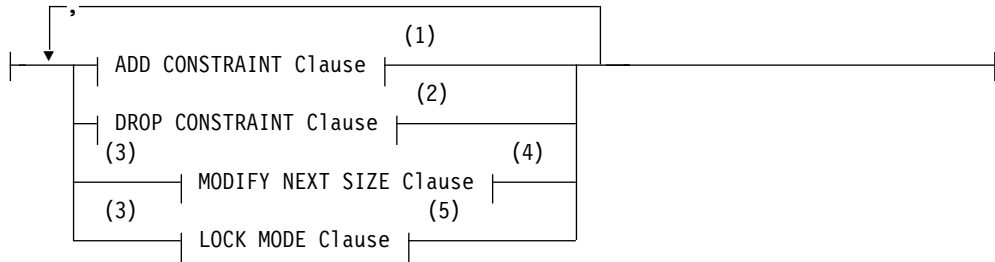 ,
(1)
ADD CONSTRAINT Clause
(2)
DROP CONSTRAINT Clause
(3) (4)
MODIFY NEXT SIZE Clause
(3) (5)
LOCK MODE Clause